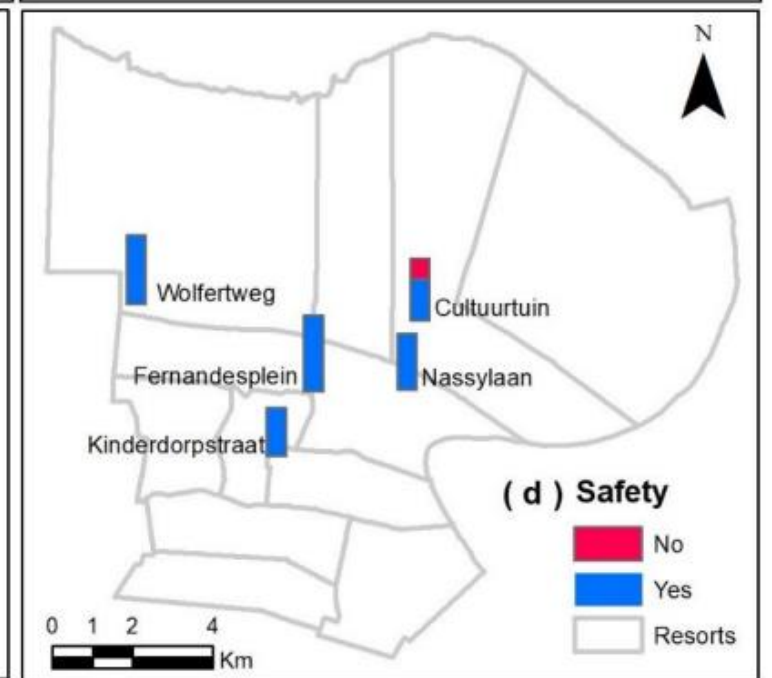 N
Wolfertweg
Cultuurtuin
Fernandesplein
Nassylaan
Kinderdorpstraat
( d ) Safety
No
Yes
Resorts
0 1 2 4
Km